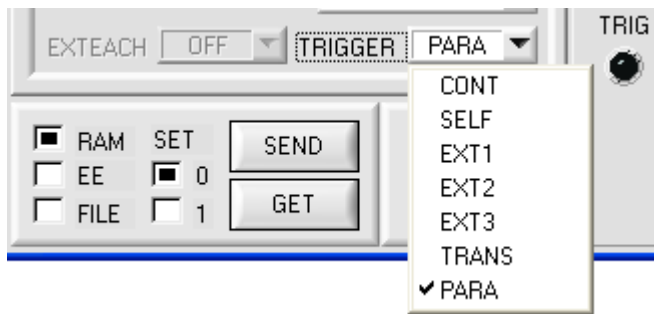 TRIG
EXTEACH OFF TRIGGER PARA
CONT
SELF
EXT1
EXT2
EXT3
TRANS
PARA
RAM SET SEND
EE 0
FILE 1 GET